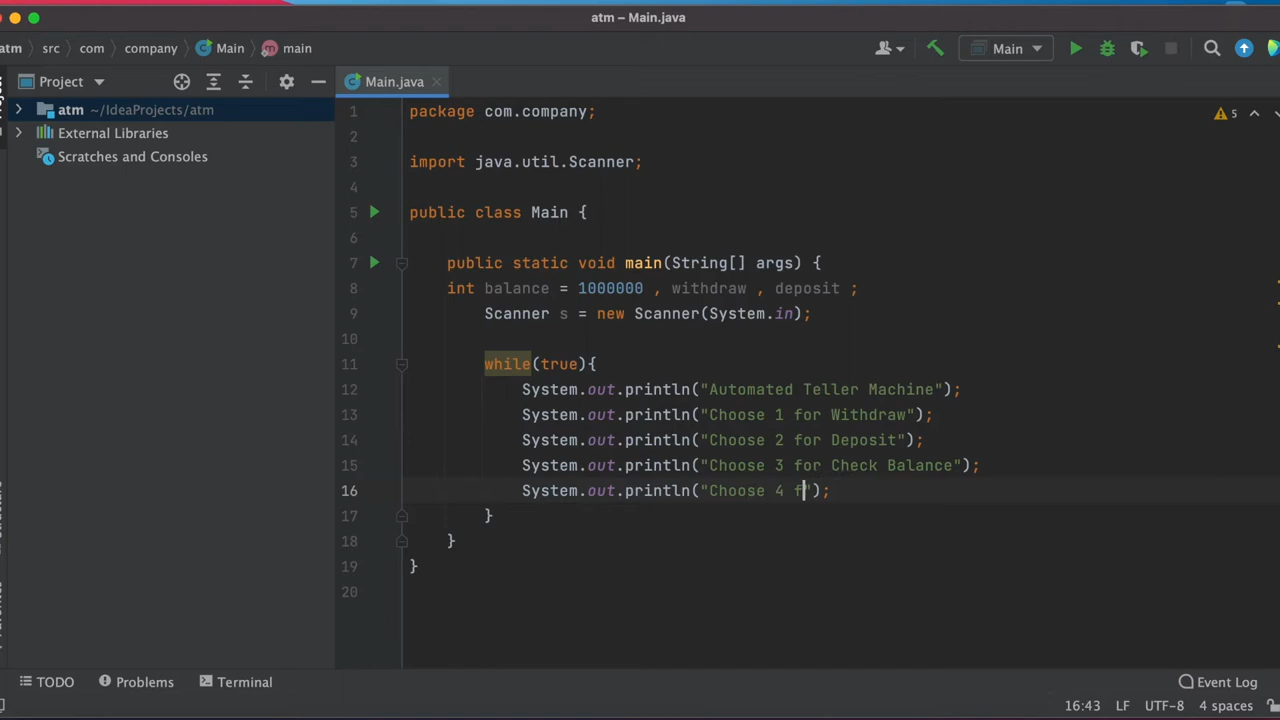 atm – Main.java
atm src com company Main main
Main
Project
Main.java
atm ~/IdeaProjects/atm
External Libraries
Scratches and Consoles
5
1 package com.company;
2
3 import java.util.Scanner;
4
5 public class Main {
6
7 public static void main(String[] args) {
8 int balance = 1000000 , withdraw , deposit ;
9 Scanner s = new Scanner(System.in);
10
11 while(true){
12 System.out.println("Automated Teller Machine");
13 System.out.println("Choose 1 for Withdraw");
14 System.out.println("Choose 2 for Deposit");
15 System.out.println("Choose 3 for Check Balance");
16 System.out.println("Choose 4 f");
17 }
18 }
19 }
20
TODO Problems Terminal Event Log
16:43 LF UTF-8 4 spaces